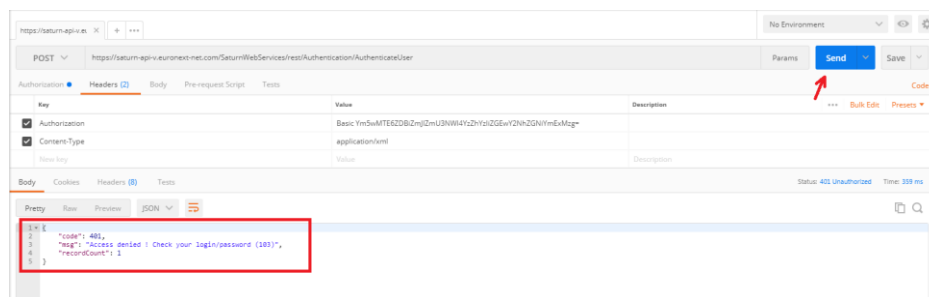 https://saturn-api-v.eu
No Environment
POST https://saturn-api-v.euronext-net.com/SaturnWebServices/rest/Authentication/AuthenticateUser Params Send Save
Authorization Headers (2) Body Pre-request Script Tests Code
Key Value Description Bulk Edit Presets
Authorization
Content-Type application/xml
New key Value Description
Body Cookies Headers (8) Tests Status: 401 Unauthorized Time: 339 ms
Pretty Raw Preview JSON
1 {
2 "code": 401,
3 "msg": "Access denied ! Check your login/password (103)",
4 "recordCount": 1
5 }